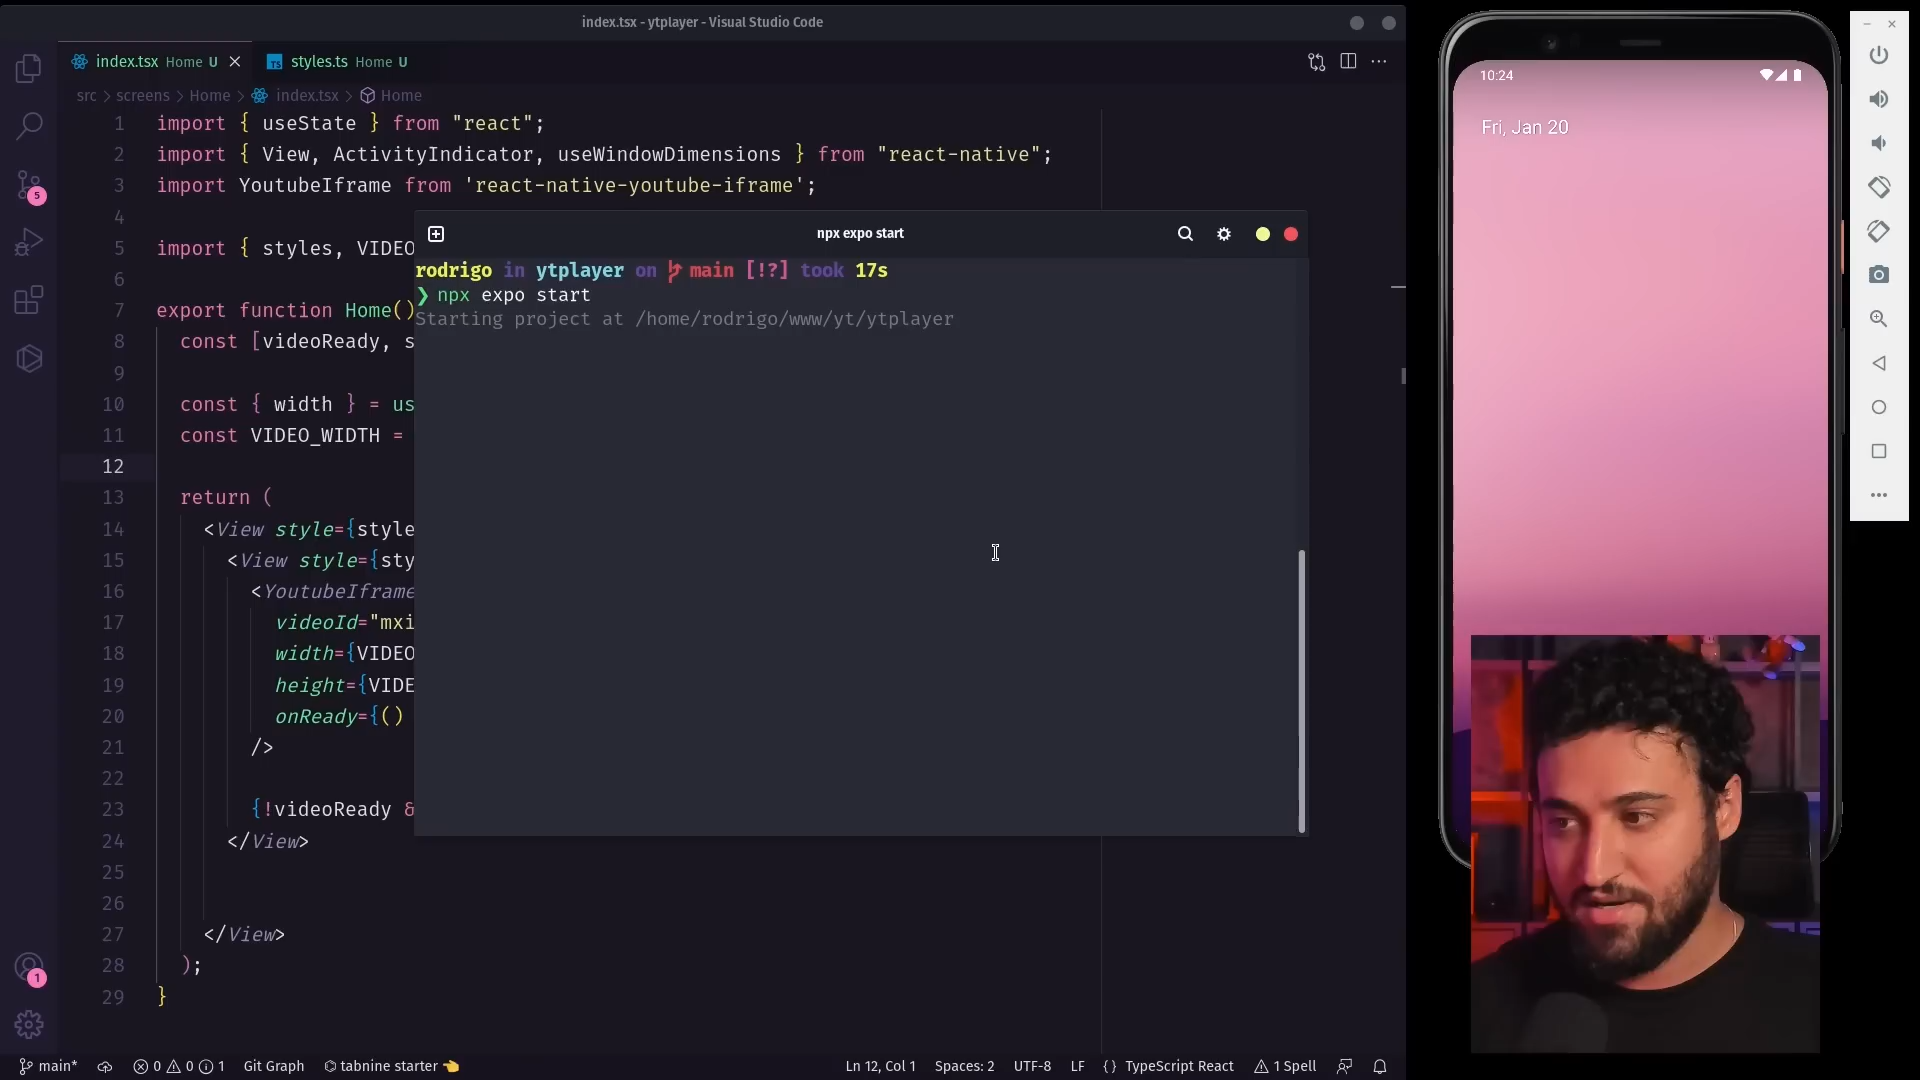 index.tsx - ytplayer - Visual Studio Code
index.tsx Home U
styles.ts Home U
src > screens > Home > index.tsx > Home
1 import { useState } from "react";
2 import { View, ActivityIndicator, useWindowDimensions } from "react-native";
3 import YoutubeIframe from 'react-native-youtube-iframe';
4
5 import { styles, VIDEO
6
7 export function Home()
8 const [videoReady, s
9
10 const { width } = us
11 const VIDEO_WIDTH =
12
13 return (
14 <View style={style
15 <View style={sty
16 <YoutubeIframe
17 videoId="mxi
18 width={VIDEO
19 height={VIDE
20 onReady={()
21 />
22
23 {!videoReady &
24 </View>
25
26
27 </View>
28 );
29 }
npx expo start
rodrigo in ytplayer on main [!?] took 17s
❯ npx expo start
Starting project at /home/rodrigo/www/yt/ytplayer
5
1
main* 0 0 1 Git Graph tabnine starter 👈 Ln 12, Col 1 Spaces: 2 UTF-8 LF {} TypeScript React 1 Spell
10:24
Fri, Jan 20